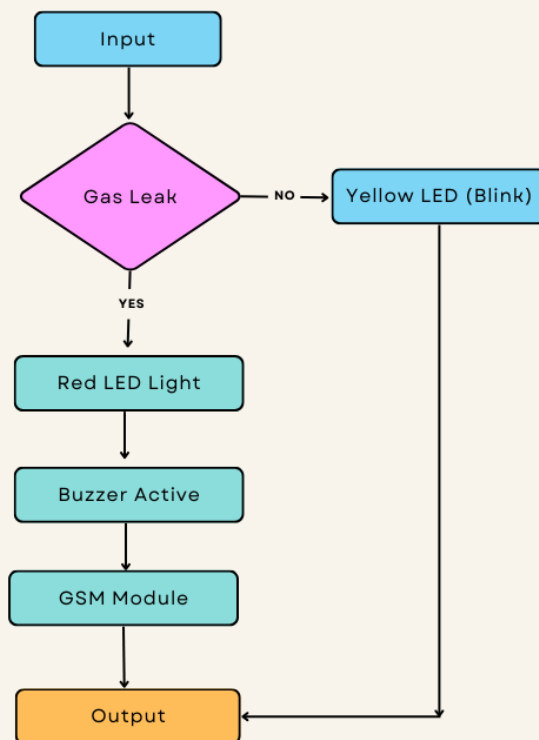 Input
Gas Leak
NO
Yellow LED (Blink)
YES
Red LED Light
Buzzer Active
GSM Module
Output